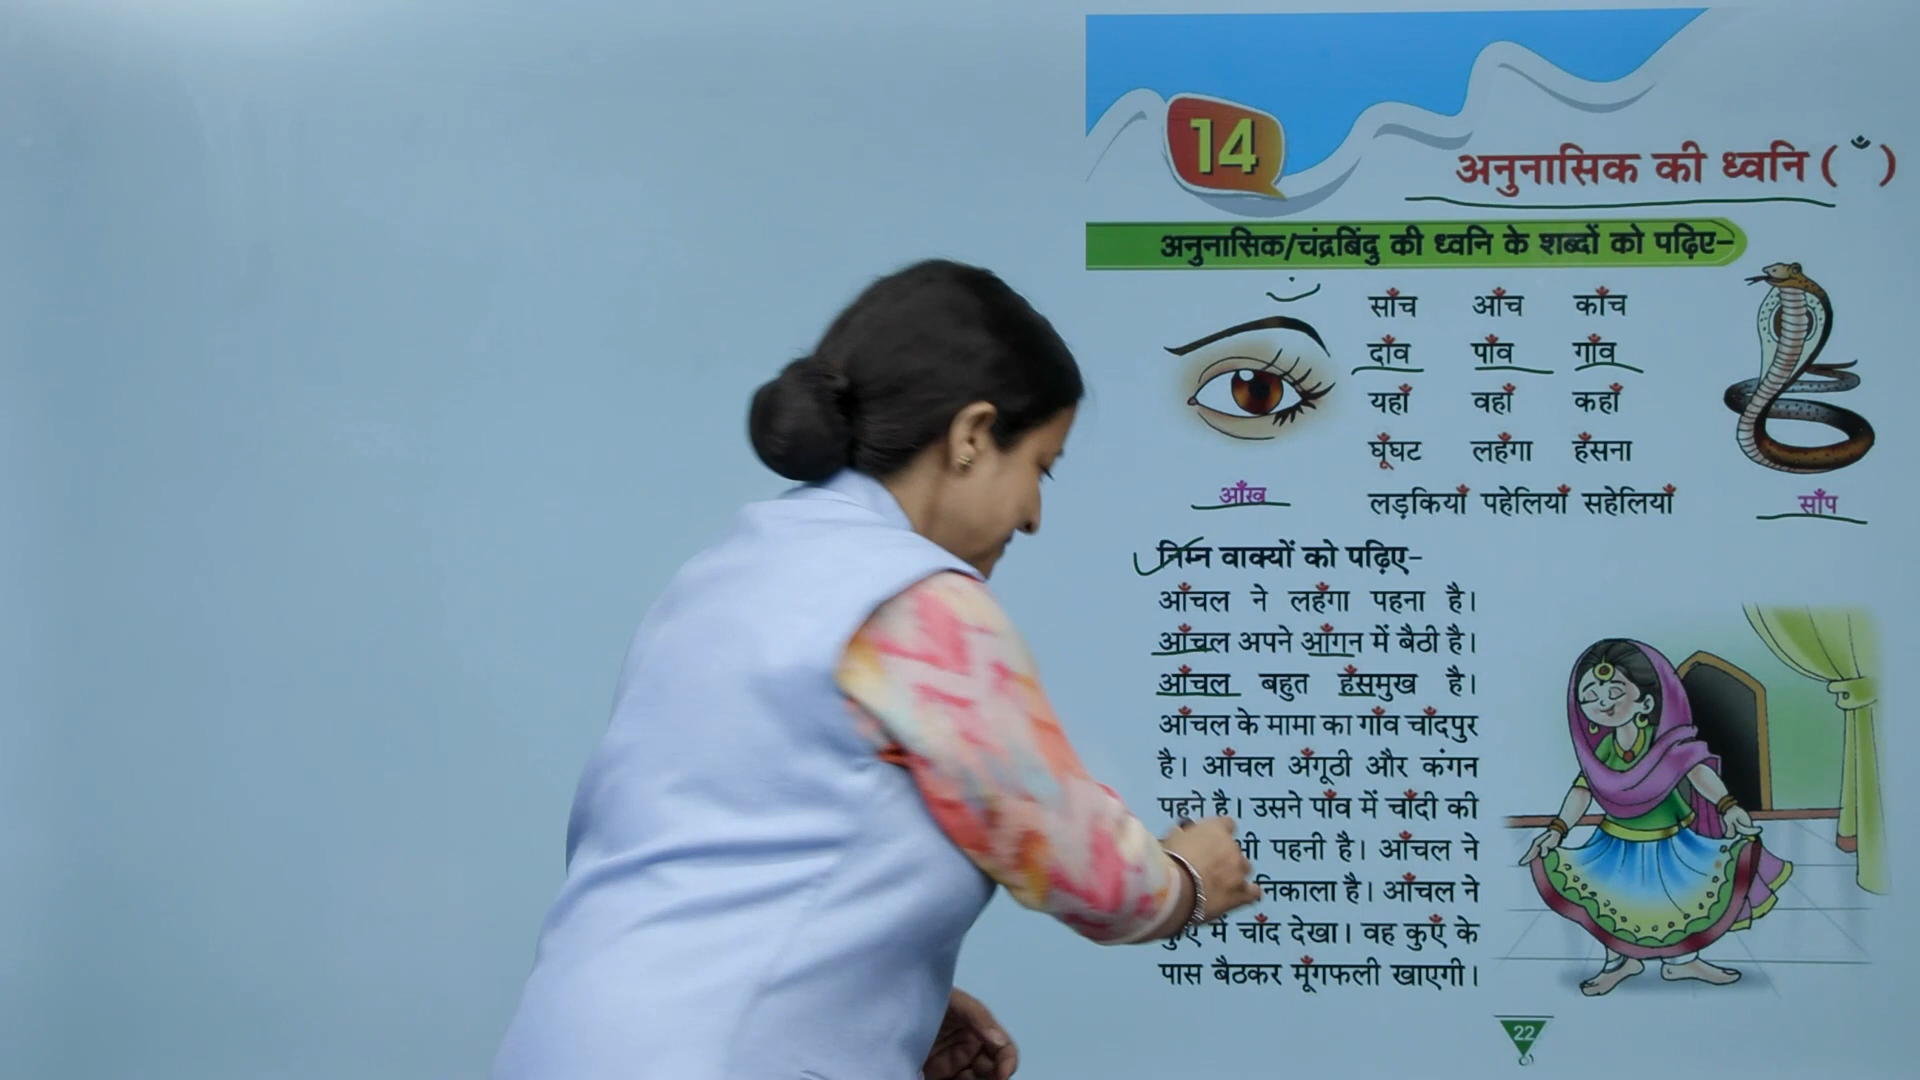 14
अनुनासिक की ध्वनि ( ँ )
अनुनासिक/चंद्रबिंदु की ध्वनि के शब्दों को पढ़िए–
साँच आँच काँच
दाँव पाँव गाँव
यहाँ वहाँ कहाँ
घूँघट लहँगा हँसना
लड़कियाँ पहेलियाँ सहेलियाँ
आँख
साँप
निम्न वाक्यों को पढ़िए–
आँचल ने लहँगा पहना है।
आँचल अपने आँगन में बैठी है।
आँचल बहुत हँसमुख है।
आँचल के मामा का गाँव चाँदपुर
है। आँचल अँगूठी और कंगन
पहने है। उसने पाँव में चाँदी की
भी पहनी है। आँचल ने
निकाला है। आँचल ने
में चाँद देखा। वह कुएँ के
पास बैठकर मूँगफली खाएगी।
22